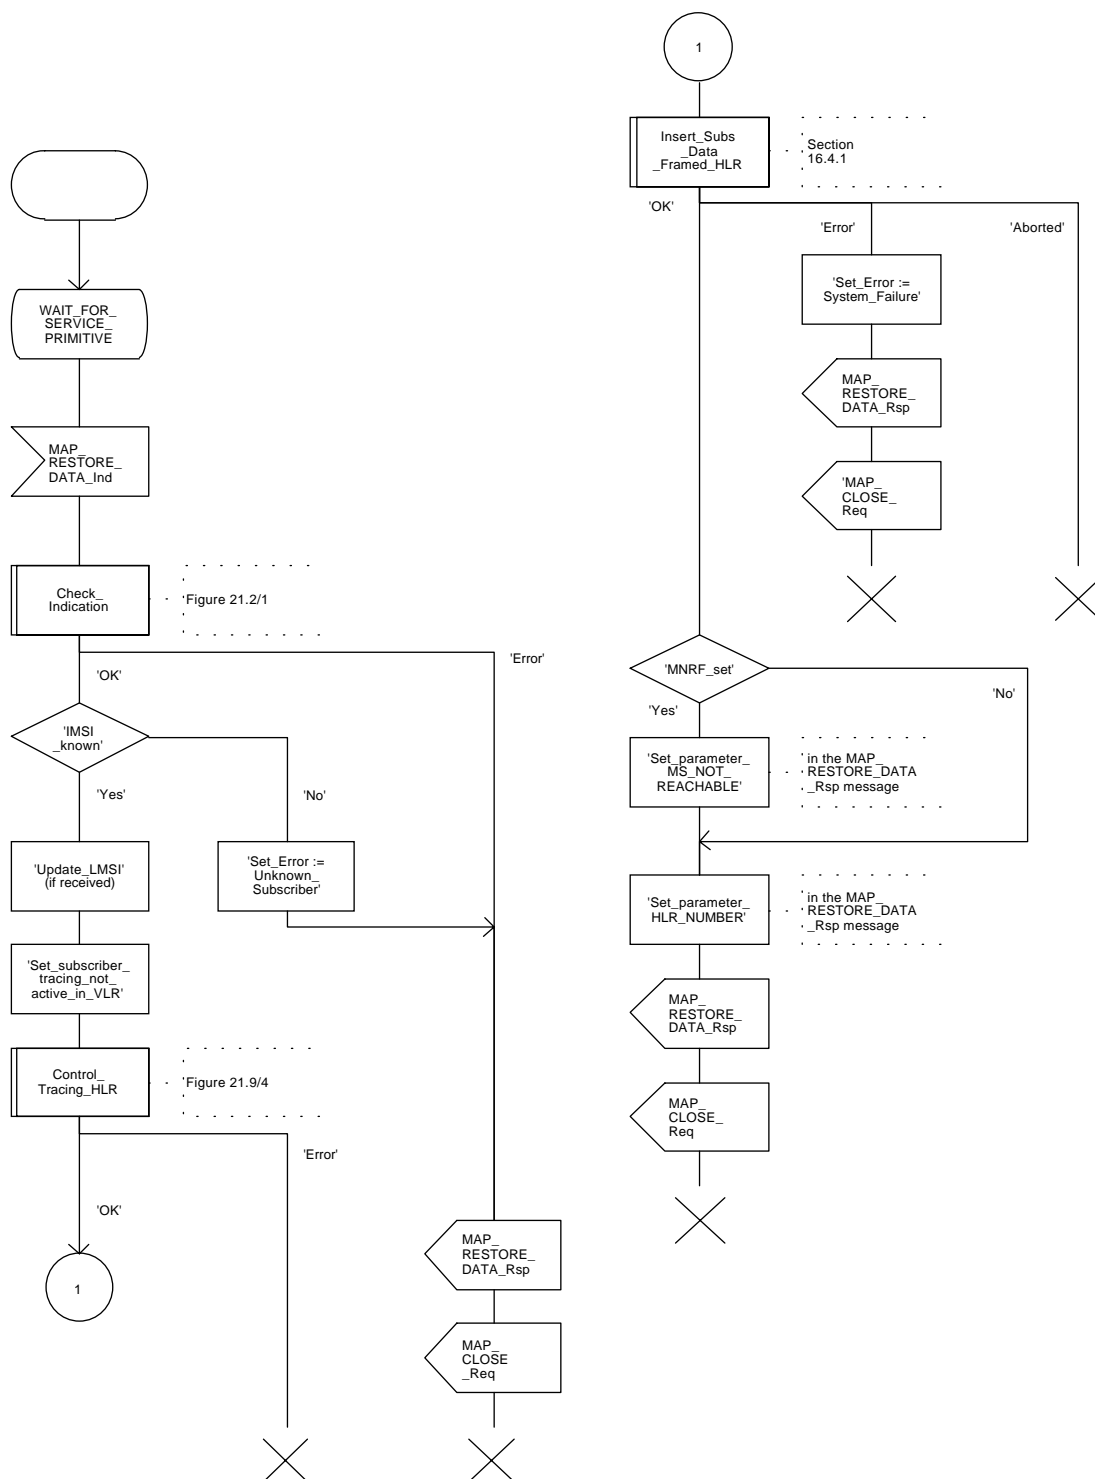 WAIT_FOR_
SERVICE_
PRIMITIVE
MAP_
RESTORE_
DATA_Ind
Check_
Indication
Figure 21.2/1
'Error'
'OK'
'IMSI
_known'
'Yes'
'No'
'Update_LMSI'
(if received)
'Set_Error :=
Unknown_
Subscriber'
'Set_subscriber_
tracing_not_
active_in_VLR'
Control_
Tracing_HLR
Figure 21.9/4
'Error'
'OK'
1
MAP_
RESTORE_
DATA_Rsp
MAP_
CLOSE
_Req
1
Insert_Subs
_Data
_Framed_HLR
Section
16.4.1
'OK'
'Error'
'Aborted'
'Set_Error :=
System_Failure'
MAP_
RESTORE_
DATA_Rsp
'MAP_
CLOSE_
Req
'MNRF_set'
'No'
'Yes'
'Set_parameter_
MS_NOT_
REACHABLE'
in the MAP_
RESTORE_DATA
_Rsp message
'Set_parameter_
HLR_NUMBER'
in the MAP_
RESTORE_DATA
_Rsp message
MAP_
RESTORE_
DATA_Rsp
MAP_
CLOSE_
Req